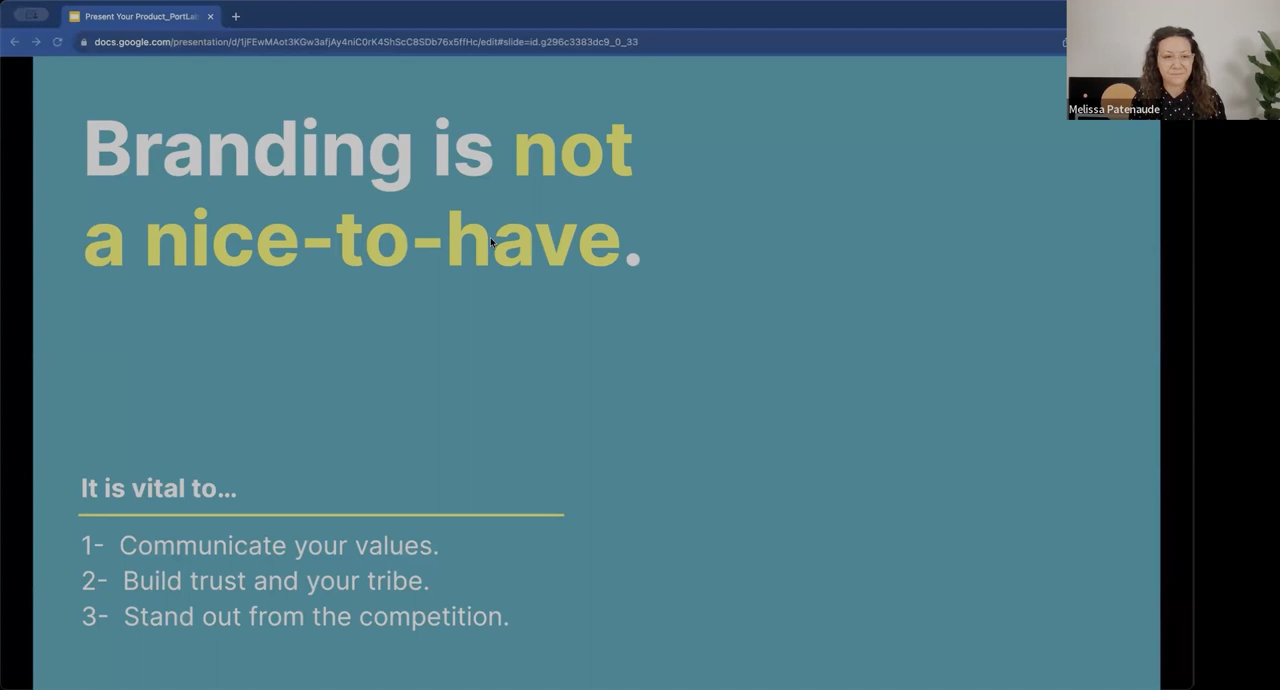 Present Your Product_PortLa
docs.google.com/presentation/d/1jFEwMAot3KGw3afjAy4niC0rK4ShScC8SDb76x5ffHc/edit#slide=id.g296c3383dc9_0_33
Melissa Patenaude
Branding is not
a nice-to-have.
It is vital to...
1- Communicate your values.
2- Build trust and your tribe.
3- Stand out from the competition.